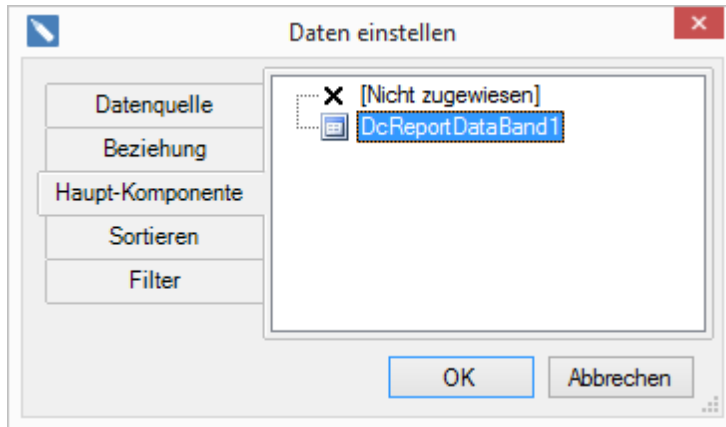 Daten einstellen
Datenquelle
Beziehung
Haupt-Komponente
Sortieren
Filter
[Nicht zugewiesen]
DcReportDataBand1
OK
Abbrechen